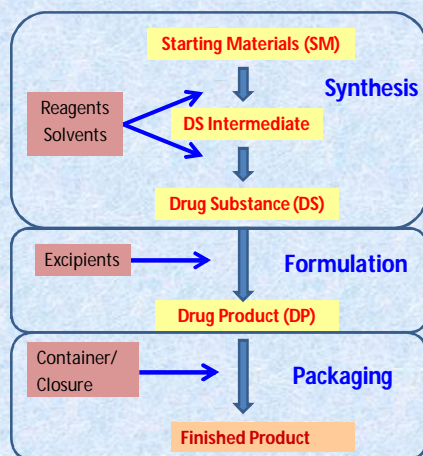 Starting Materials (SM)
Synthesis
Reagents
Solvents
DS Intermediate
Drug Substance (DS)
Excipients
Formulation
Drug Product (DP)
Container/
Closure
Packaging
Finished Product